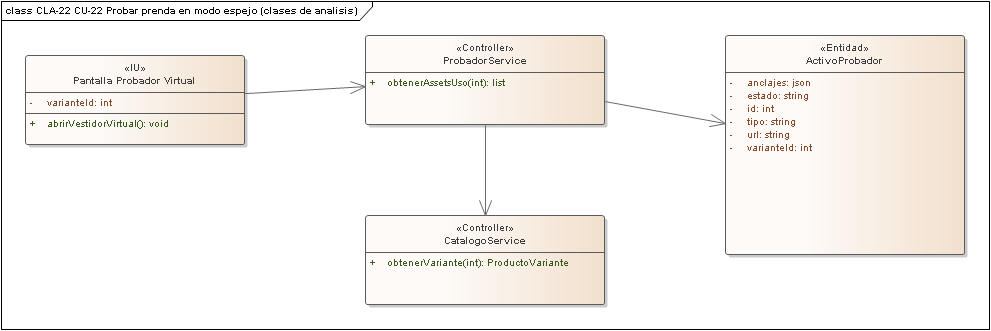 class CLA-22 CU-22 Probar prenda en modo espejo (clases de analisis)
«IU»
Pantalla Probador Virtual
- varianteId: int
+ abrirVestidorVirtual(): void
«Controller»
ProbadorService
+ obtenerAssetsUso(int): list
«Controller»
CatalogoService
+ obtenerVariante(int): ProductoVariante
«Entidad»
ActivoProbador
- anclajes: json
- estado: string
- id: int
- tipo: string
- url: string
- varianteId: int